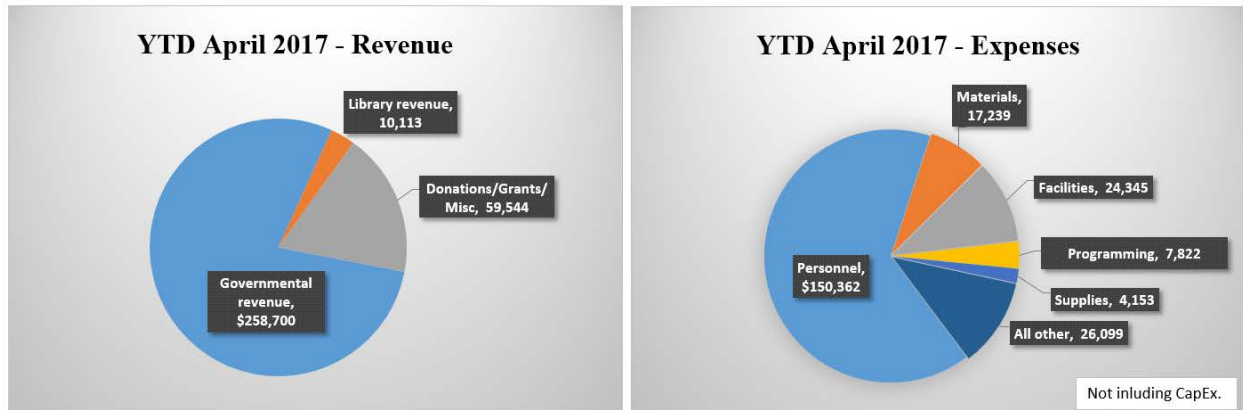 YTD April 2017 - Revenue
Library revenue,
10,113
Donations/Grants/
Misc, 59,544
Governmental
revenue,
$258,700
YTD April 2017 - Expenses
Materials,
17,239
Facilities, 24,345
Programming, 7,822
Personnel,
$150,362
Supplies, 4,153
All other, 26,099
Not inluding CapEx.